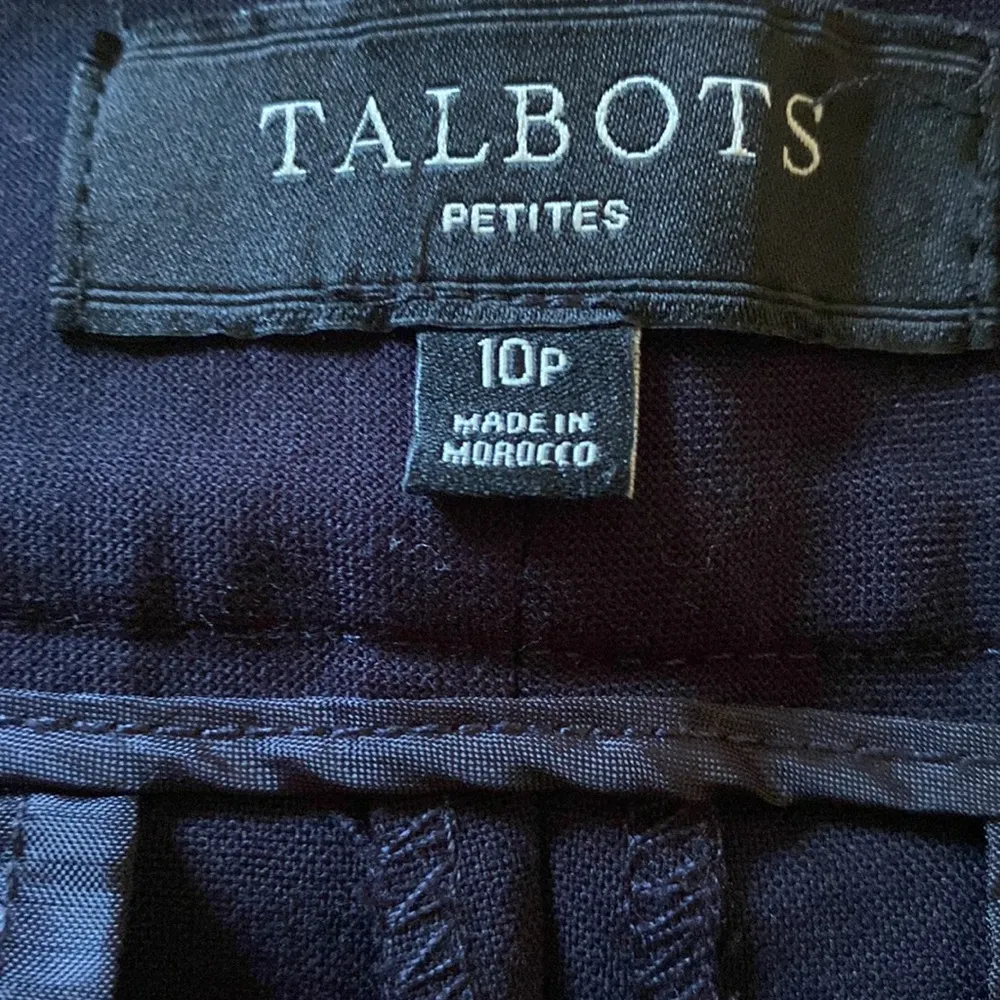 TALBOTS
PETITES
10P
MADE IN
MOROCCO